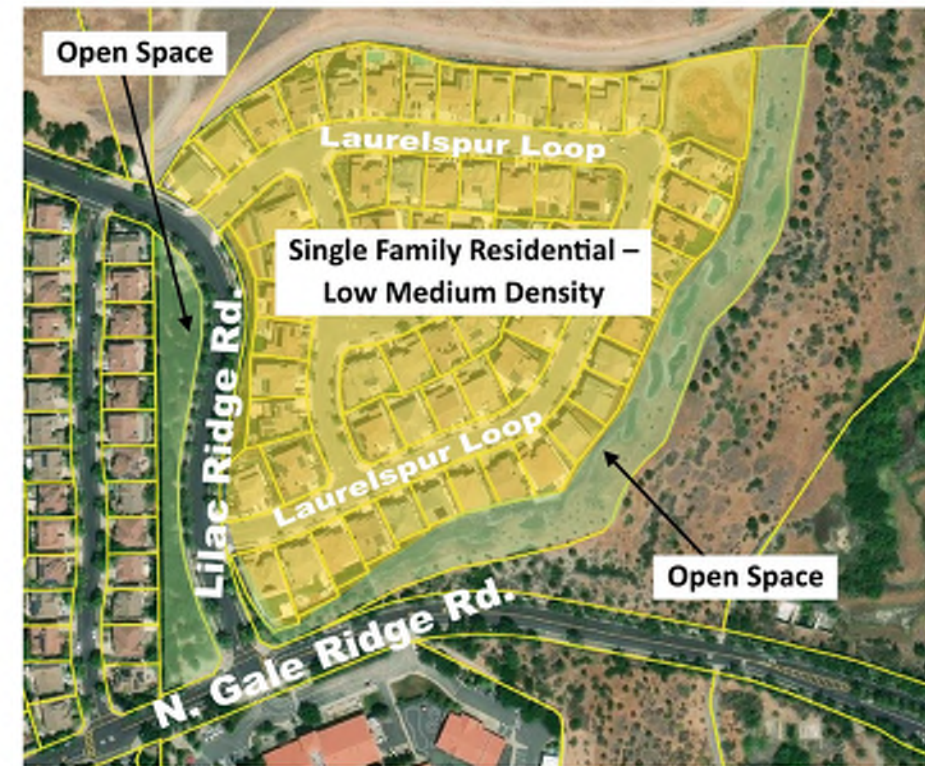 Open Space
Laurelspur Loop
Single Family Residential –
Low Medium Density
Lilac Ridge Rd.
Laurelspur Loop
Open Space
N. Gale Ridge Rd.